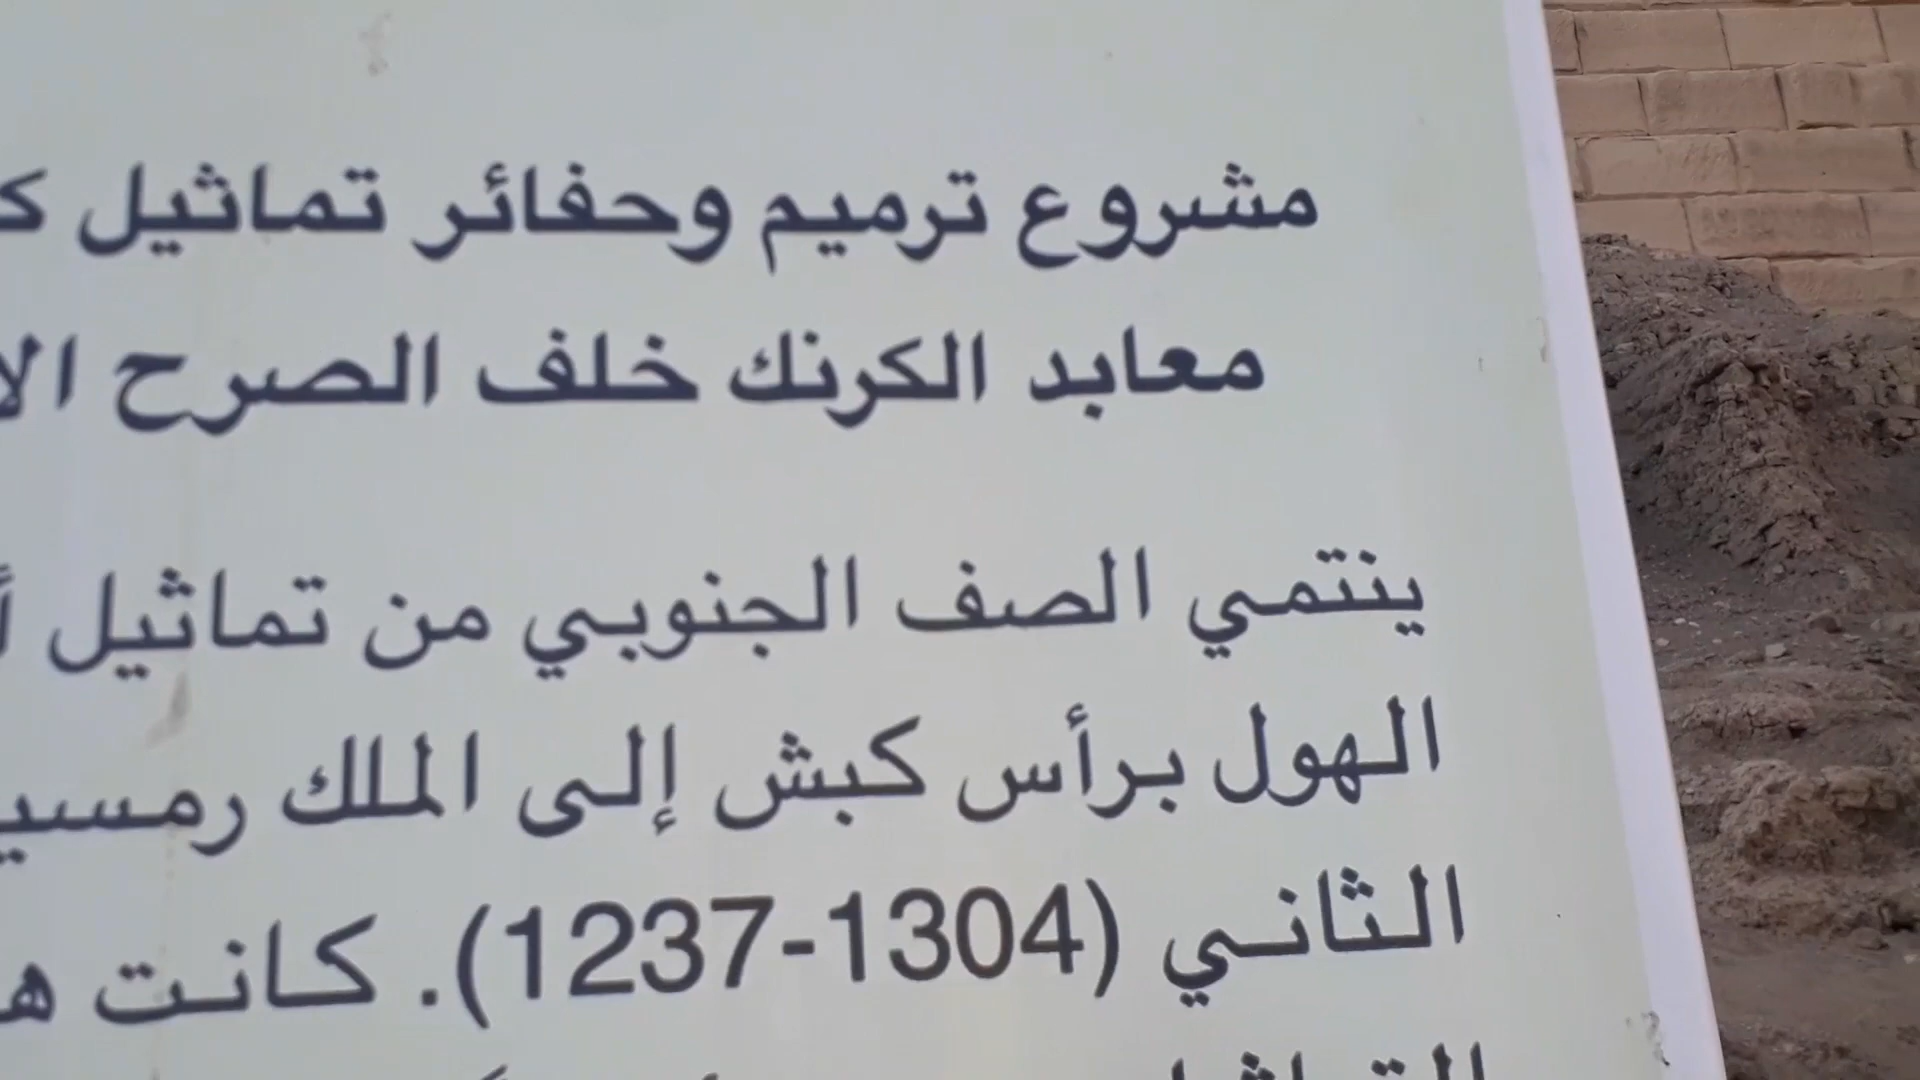 مشروع ترميم وحفائر تماثيل
معابد الكرنك خلف الصرح
ينتمي الصف الجنوبي من تماثيل
الهول برأس كبش إلى الملك
الثاني (1304-1237). كانت